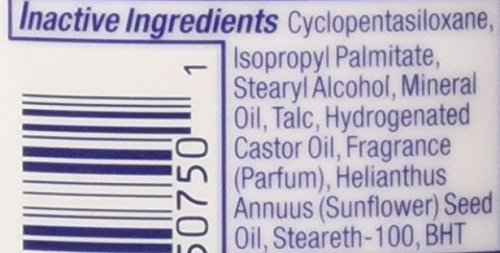 Inactive Ingredients Cyclopentasiloxane,
Isopropyl Palmitate,
Stearyl Alcohol, Mineral
Oil, Talc, Hydrogenated
Castor Oil, Fragrance
(Parfum), Helianthus
Annuus (Sunflower) Seed
Oil, Steareth-100, BHT
1
50750